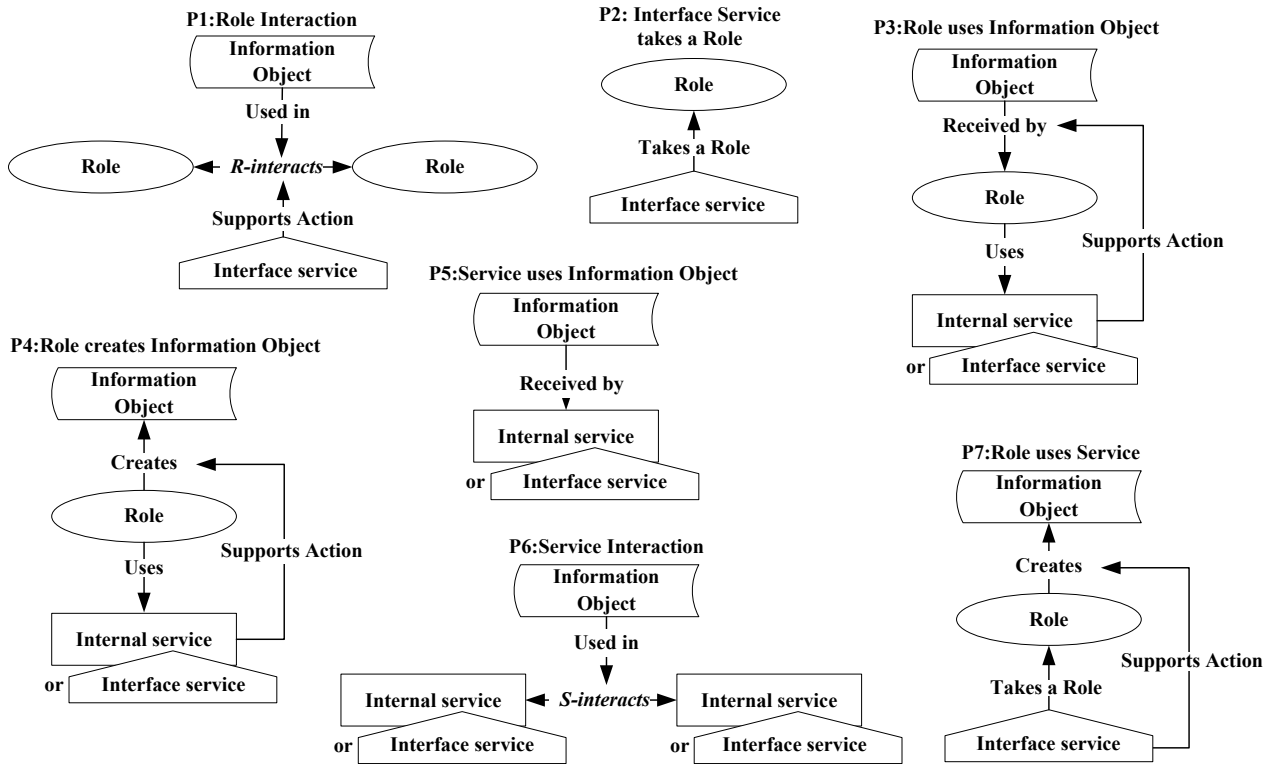 P1:Role Interaction
Information
Object
Used in
Role
R-interacts
Role
Supports Action
Interface service
P2: Interface Service
takes a Role
Role
Takes a Role
Interface service
P3:Role uses Information Object
Information
Object
Received by
Role
Uses
Supports Action
Internal service
or
Interface service
P4:Role creates Information Object
Information
Object
Creates
Role
Supports Action
Uses
Internal service
or
Interface service
P5:Service uses Information Object
Information
Object
Received by
Internal service
or
Interface service
P6:Service Interaction
Information
Object
Used in
Internal service
S-interacts
Internal service
or
Interface service
or
Interface service
P7:Role uses Service
Information
Object
Creates
Role
Supports Action
Takes a Role
Interface service